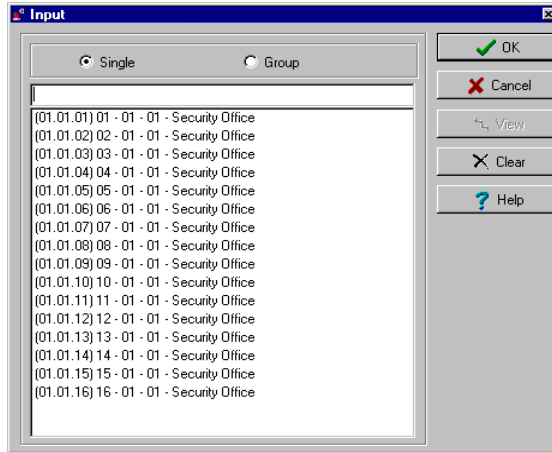 Input
Single
Group
(01.01.01) 01 - 01 - 01 - Security Office
(01.01.02) 02 - 01 - 01 - Security Office
(01.01.03) 03 - 01 - 01 - Security Office
(01.01.04) 04 - 01 - 01 - Security Office
(01.01.05) 05 - 01 - 01 - Security Office
(01.01.06) 06 - 01 - 01 - Security Office
(01.01.07) 07 - 01 - 01 - Security Office
(01.01.08) 08 - 01 - 01 - Security Office
(01.01.09) 09 - 01 - 01 - Security Office
(01.01.10) 10 - 01 - 01 - Security Office
(01.01.11) 11 - 01 - 01 - Security Office
(01.01.12) 12 - 01 - 01 - Security Office
(01.01.13) 13 - 01 - 01 - Security Office
(01.01.14) 14 - 01 - 01 - Security Office
(01.01.15) 15 - 01 - 01 - Security Office
(01.01.16) 16 - 01 - 01 - Security Office
OK
Cancel
View
Clear
Help